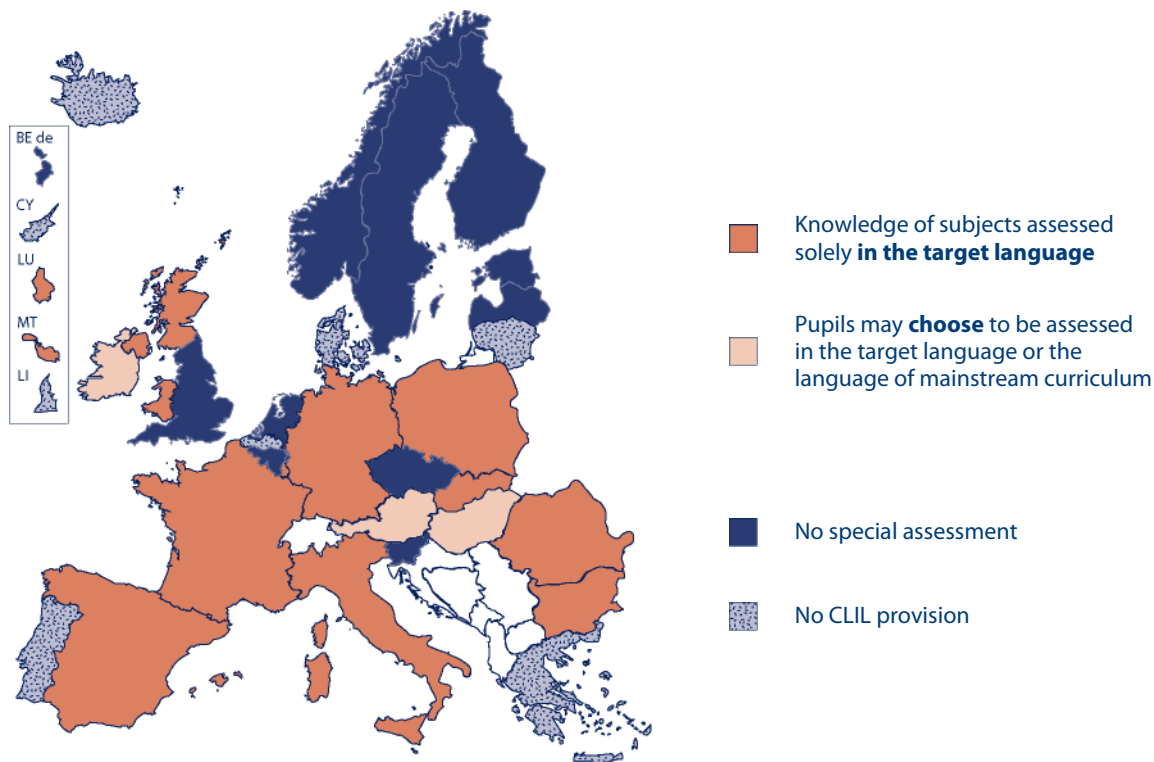 BE de
CY
LU
MT
LI
Knowledge of subjects assessed
solely in the target language
Pupils may choose to be assessed
in the target language or the
language of mainstream curriculum
No special assessment
No CLIL provision